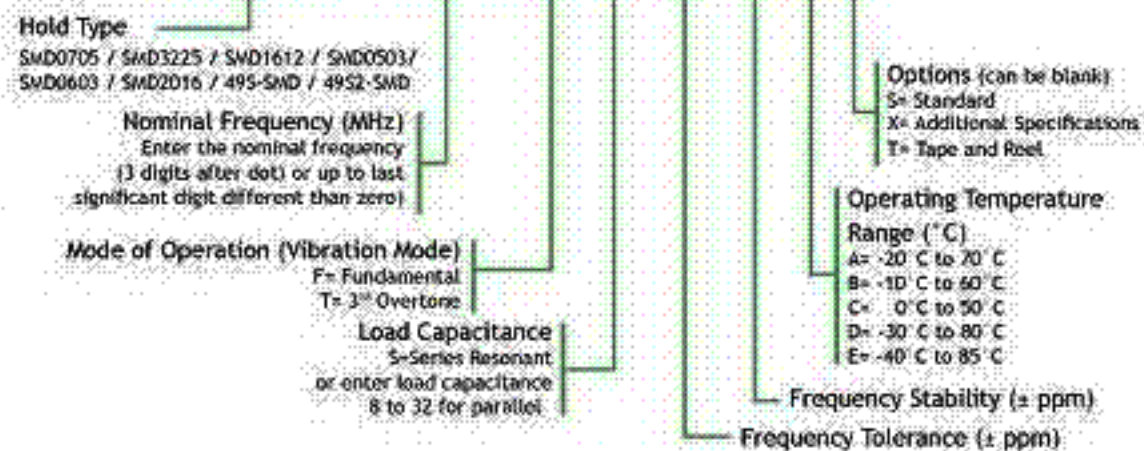 Hold Type
SMD0705 / SMD3225 / SMD1612 / SMD0503/
SMD0603 / SMD2016 / 49S-SMD / 49S2-SMD
Nominal Frequency (MHz)
Enter the nominal frequency
(3 digits after dot) or up to last
significant digit different than zero)
Mode of Operation (Vibration Mode)
F= Fundamental
T= 3rd Overtone
Load Capacitance
S=Series Resonant
or enter load capacitance
8 to 32 for parallel
Options (can be blank)
S= Standard
X= Additional Specifications
T= Tape and Reel
Operating Temperature
Range (°C)
A= -20°C to 70°C
B= -10°C to 60°C
C= 0°C to 50°C
D= -30°C to 80°C
E= -40°C to 85°C
Frequency Stability (± ppm)
Frequency Tolerance (± ppm)